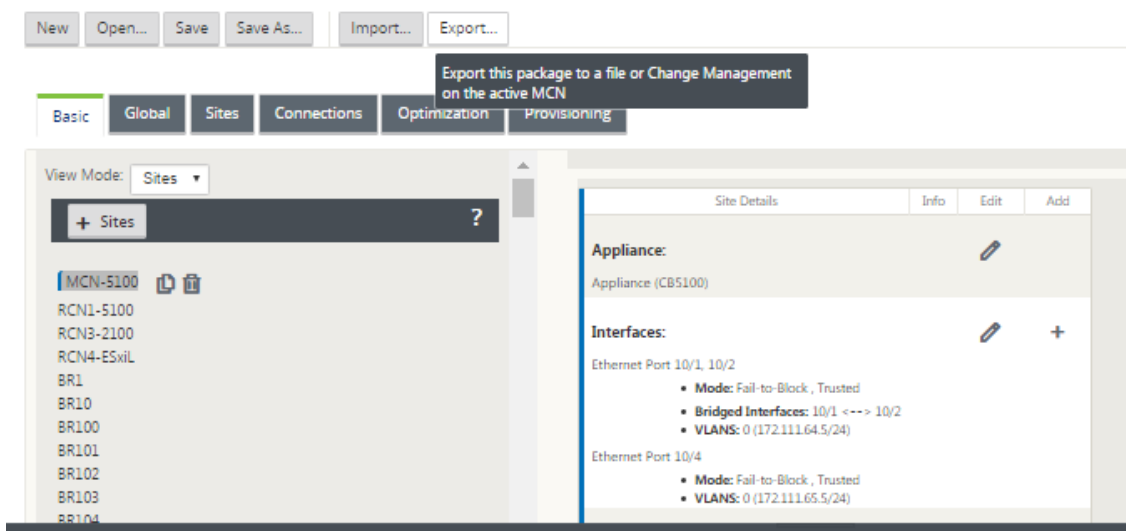 New Open... Save Save As... Import... Export...
Export this package to a file or Change Management
on the active MCN
Basic Global Sites Connections Optimization Provisioning
View Mode: Sites
+ Sites ?
MCN-5100
RCN1-5100
RCN3-2100
RCN4-ESxiL
BR1
BR10
BR100
BR101
BR102
BR103
BR104
Site Details Info Edit Add
Appliance:
Appliance (CB5100)
Interfaces: +
Ethernet Port 10/1, 10/2
• Mode: Fail-to-Block , Trusted
• Bridged Interfaces: 10/1 <--> 10/2
• VLANS: 0 (172.111.64.5/24)
Ethernet Port 10/4
• Mode: Fail-to-Block , Trusted
• VLANS: 0 (172.111.65.5/24)